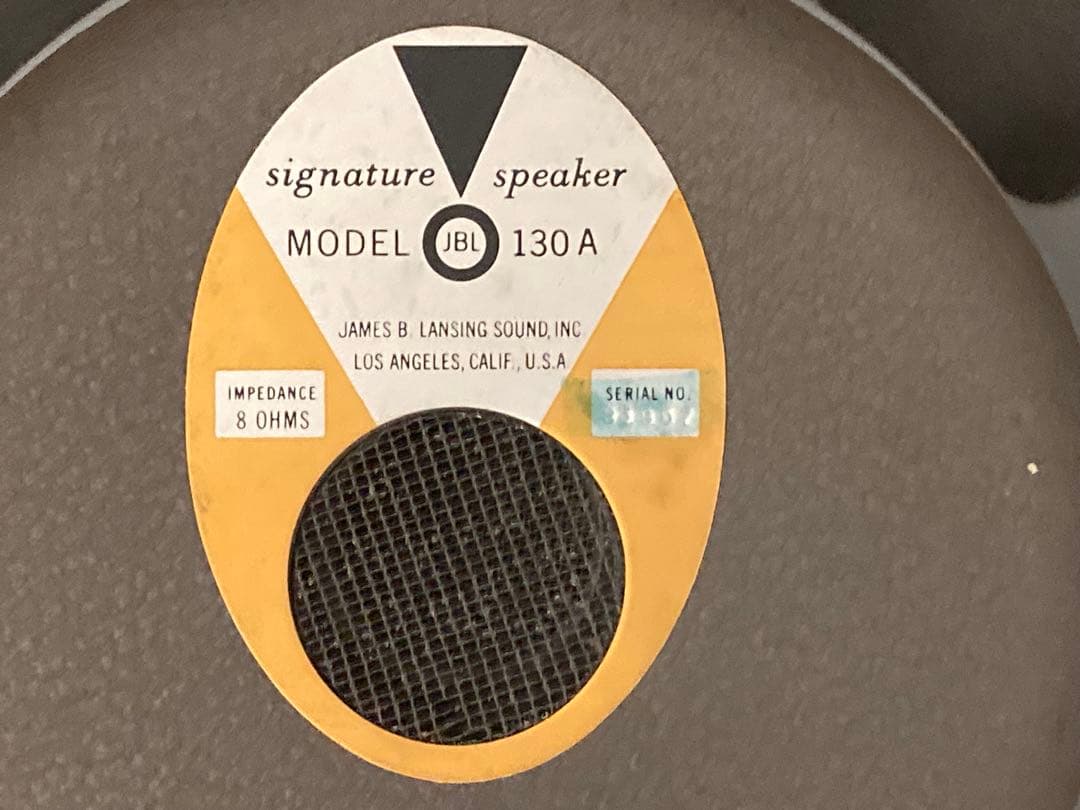 signature speaker
MODEL JBL 130 A
JAMES B. LANSING SOUND, INC
LOS ANGELES, CALIF., U.S.A
IMPEDANCE
8 OHMS
SERIAL NO.